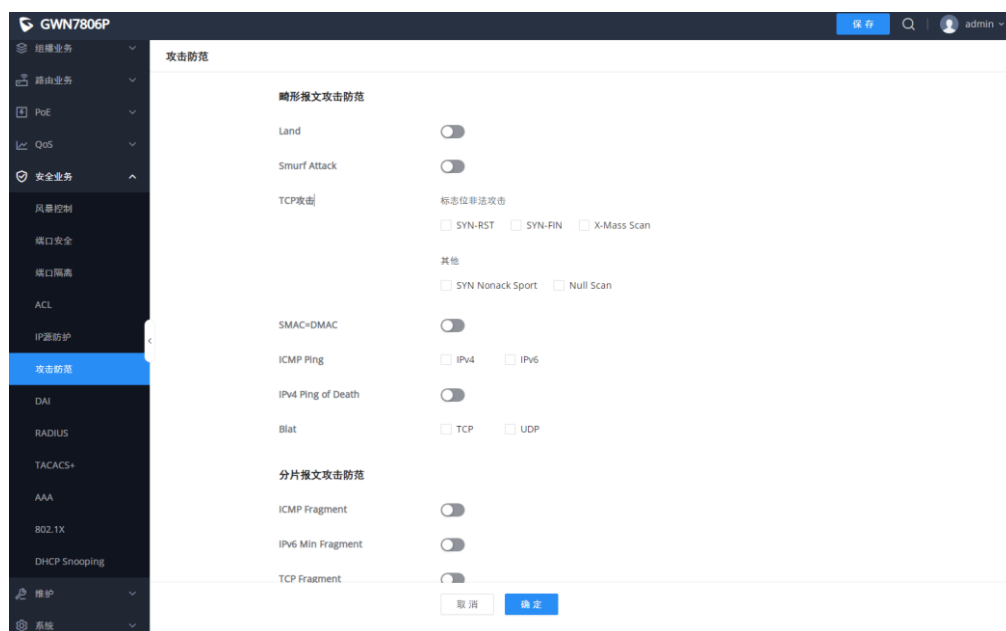 GWN7806P
保存
admin
组播业务
路由业务
PoE
QoS
安全业务
风暴控制
端口安全
端口隔离
ACL
IP源防护
攻击防范
DAI
RADIUS
TACACS+
AAA
802.1X
DHCP Snooping
维护
系统
攻击防范
畸形报文攻击防范
Land
Smurf Attack
TCP攻击
标志位非法攻击
SYN-RST SYN-FIN X-Mass Scan
其他
SYN Nonack Sport Null Scan
SMAC=DMAC
ICMP Ping IPv4 IPv6
IPv4 Ping of Death
Blat TCP UDP
分片报文攻击防范
ICMP Fragment
IPv6 Min Fragment
TCP Fragment
取消 确定